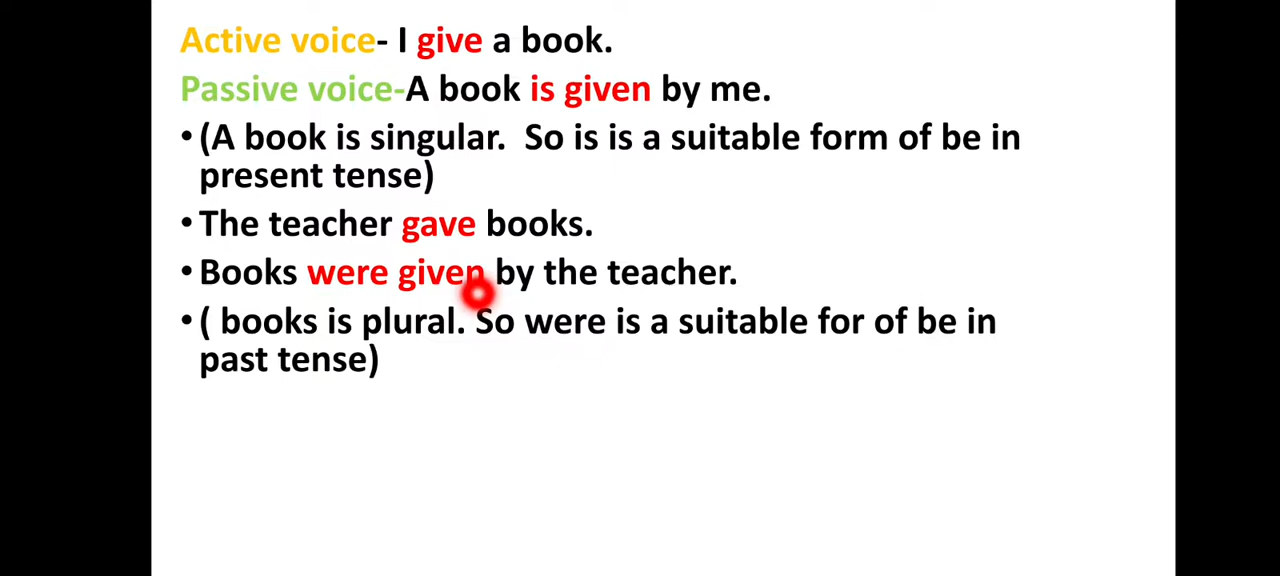 Active voice- I give a book.
Passive voice-A book is given by me.
• (A book is singular.  So is is a suitable form of be in
present tense)
• The teacher gave books.
• Books were given by the teacher.
• ( books is plural. So were is a suitable for of be in
past tense)